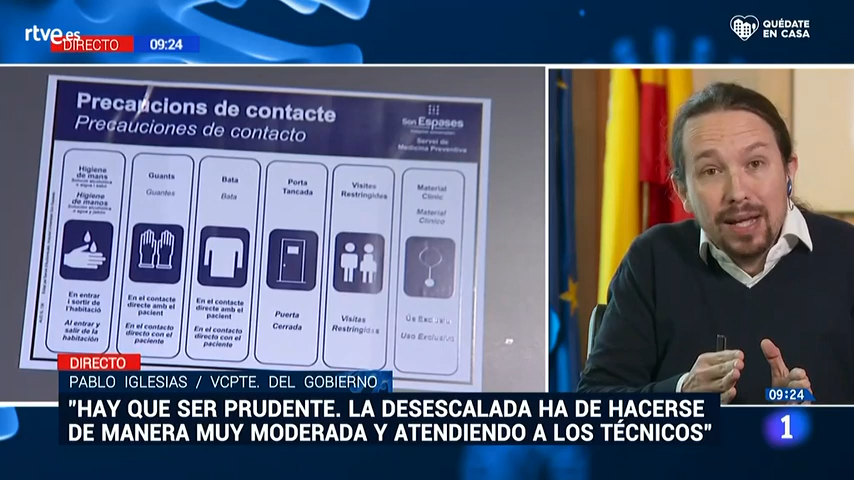 rtve.es
DIRECTO 09:24
QUÉDATE
EN CASA
Precaucions de contacte
Precauciones de contacto
Son Espases
Servei de
Medicina Preventiva
Higiene
de mans
Higiene
de manos
En entrar
i sortir de
l'habitació
Al entrar y
salir de la
habitación
Guants
Guantes
En el contacte
directe amb el
pacient
En el contacto
directo con el
paciente
Bata
Bata
En el contacte
directe amb el
pacient
En el contacto
directo con el
paciente
Porta
Tancada
Puerta
Cerrada
Visites
Restringides
Visitas
Restringidas
Material
Clínic
Material
Clínico
Ús Exclusiu
Uso Exclusivo
DIRECTO
PABLO IGLESIAS / VCPTE. DEL GOBIERNO
"HAY QUE SER PRUDENTE. LA DESESCALADA HA DE HACERSE
DE MANERA MUY MODERADA Y ATENDIENDO A LOS TÉCNICOS"
09:24
1